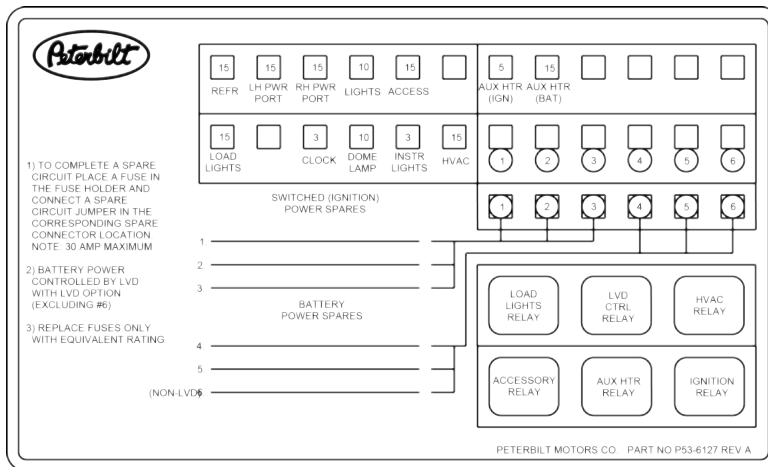 Peterbilt
15 15 15 10 15
REFR LH PWR PORT RH PWR PORT LIGHTS ACCESS
5 15
AUX HTR (IGN) AUX HTR (BAT)
15 3 10 3 15
LOAD LIGHTS CLOCK DOME LAMP INSTR LIGHTS HVAC
1 2 3 4 5 6
1 2 3 4 5 6
1) TO COMPLETE A SPARE
CIRCUIT PLACE A FUSE IN
THE FUSE HOLDER AND
CONNECT A SPARE
CIRCUIT JUMPER IN THE
CORRESPONDING SPARE
CONNECTOR LOCATION
NOTE: 30 AMP MAXIMUM
2) BATTERY POWER
CONTROLLED BY LVD
WITH LVD OPTION
(EXCLUDING #6)
3) REPLACE FUSES ONLY
WITH EQUIVALENT RATING
SWITCHED (IGNITION)
POWER SPARES
1
2
3
BATTERY
POWER SPARES
4
5
(NON-LVD) 6
LOAD
LIGHTS
RELAY
LVD
CTRL
RELAY
HVAC
RELAY
ACCESSORY
RELAY
AUX HTR
RELAY
IGNITION
RELAY
PETERBILT MOTORS CO. PART NO P53-6127 REV A